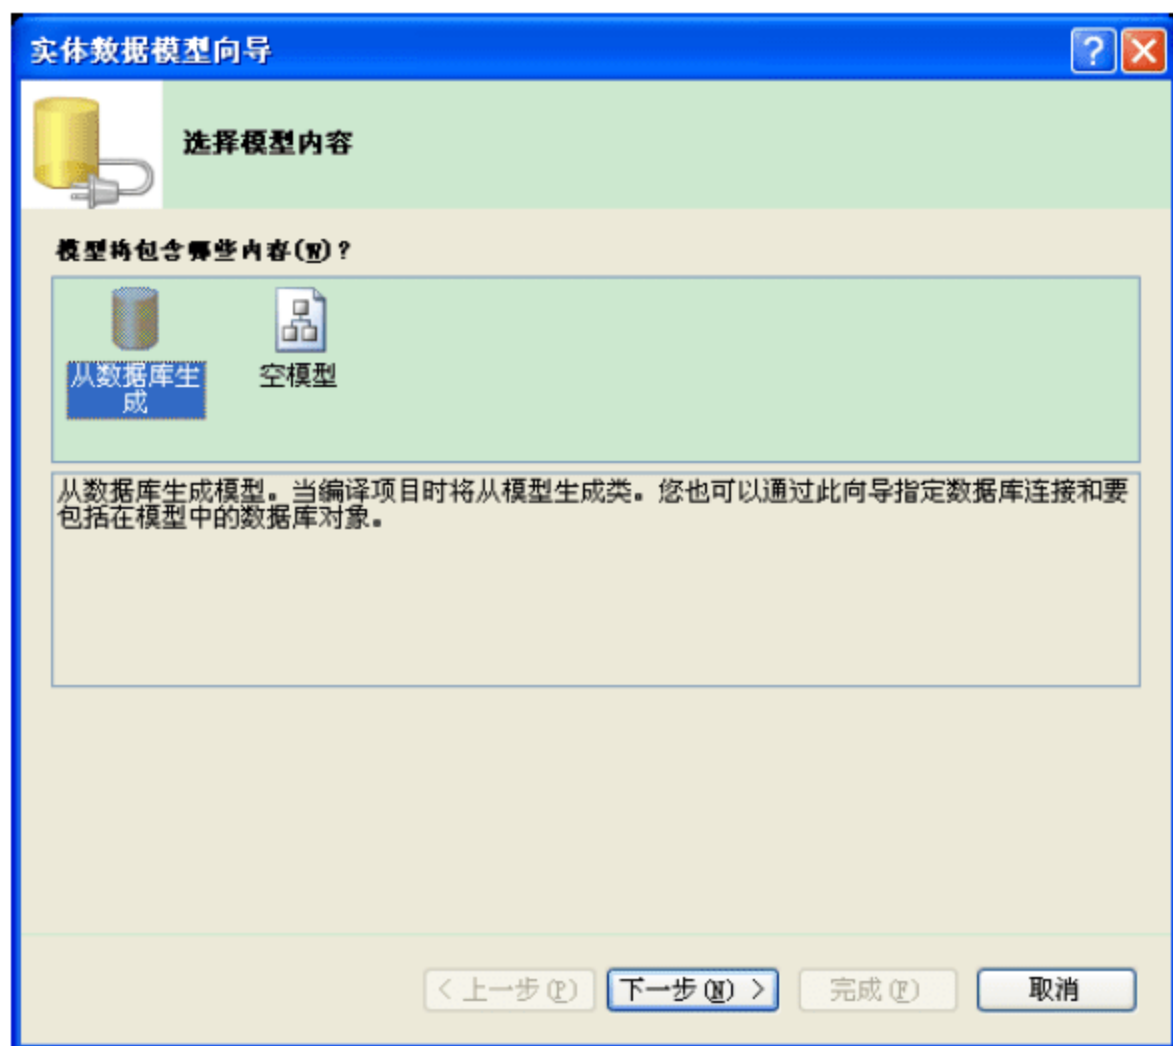 实体数据模型向导
选择模型内容
模型将包含哪些内容(W)?
从数据库生
成
空模型
从数据库生成模型。当编译项目时将从模型生成类。您也可以通过此向导指定数据库连接和要
包括在模型中的数据库对象。
< 上一步(P)
下一步(N) >
完成(F)
取消